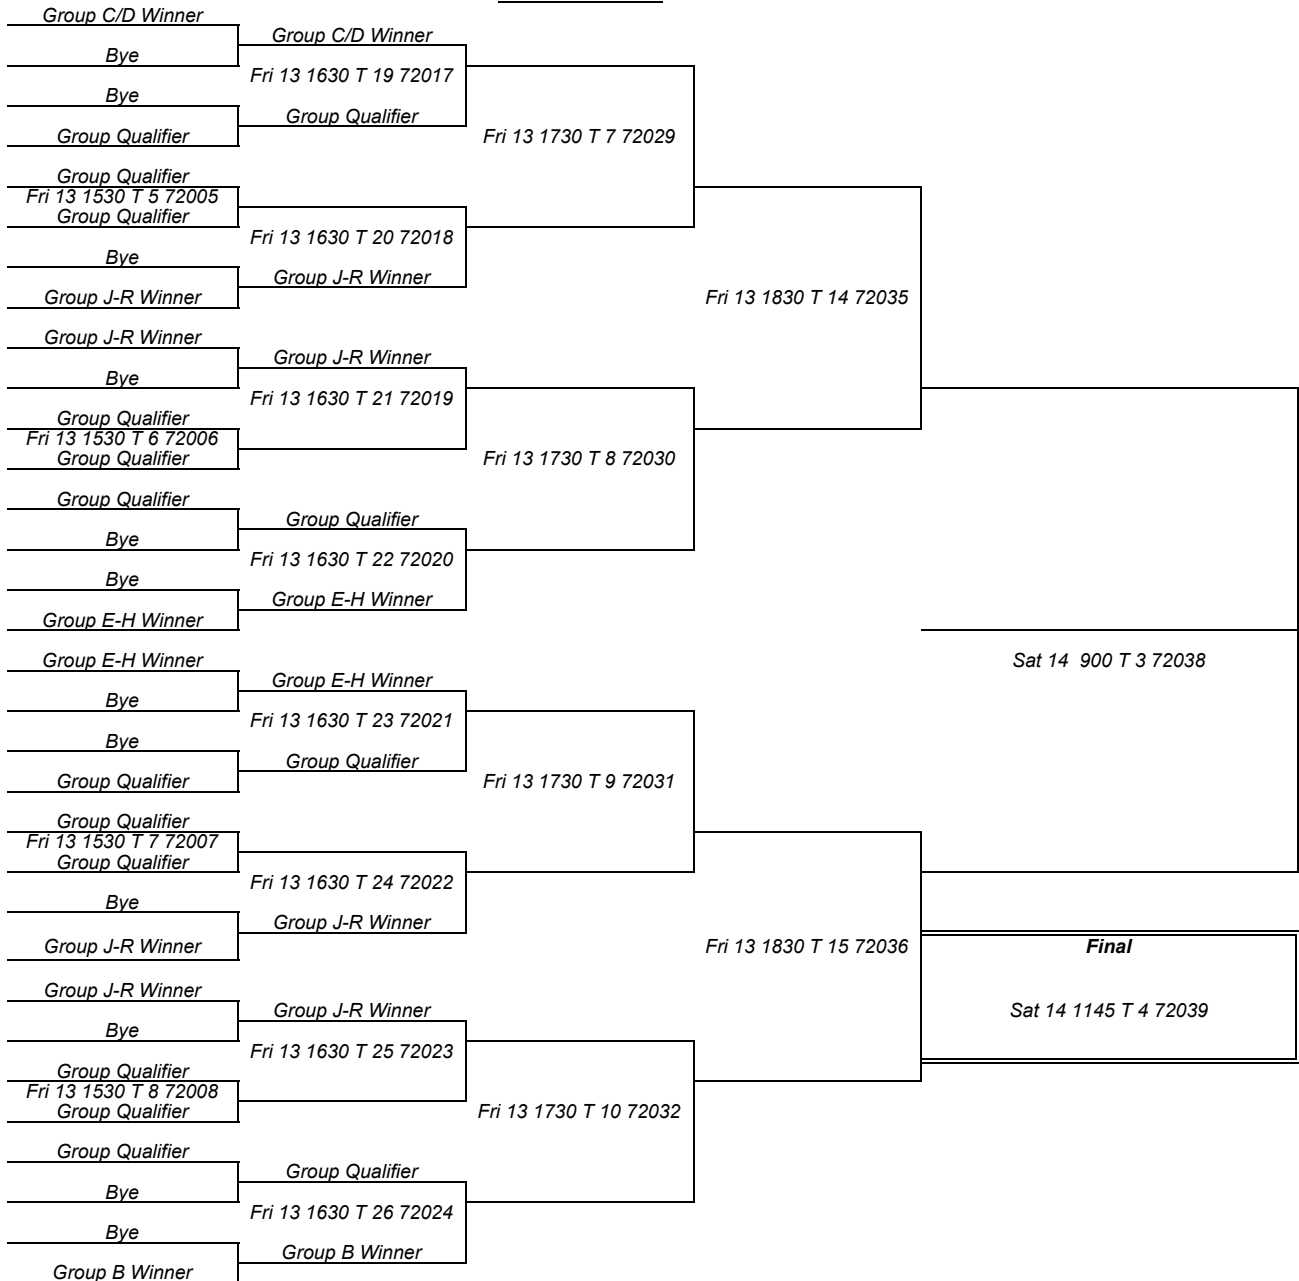 Group C/D Winner
Group C/D Winner
Bye
Fri 13 1630 T 19 72017
Bye
Group Qualifier
Group Qualifier
Fri 13 1730 T 7 72029
Group Qualifier
Fri 13 1530 T 5 72005
Group Qualifier
Fri 13 1630 T 20 72018
Bye
Group J-R Winner
Group J-R Winner
Fri 13 1830 T 14 72035
Group J-R Winner
Group J-R Winner
Bye
Fri 13 1630 T 21 72019
Group Qualifier
Fri 13 1530 T 6 72006
Group Qualifier
Fri 13 1730 T 8 72030
Group Qualifier
Group Qualifier
Bye
Fri 13 1630 T 22 72020
Bye
Group E-H Winner
Group E-H Winner
Group E-H Winner
Sat 14 900 T 3 72038
Group E-H Winner
Bye
Fri 13 1630 T 23 72021
Bye
Group Qualifier
Group Qualifier
Fri 13 1730 T 9 72031
Group Qualifier
Fri 13 1530 T 7 72007
Group Qualifier
Fri 13 1630 T 24 72022
Bye
Group J-R Winner
Group J-R Winner
Fri 13 1830 T 15 72036
Final
Group J-R Winner
Group J-R Winner
Sat 14 1145 T 4 72039
Bye
Fri 13 1630 T 25 72023
Group Qualifier
Fri 13 1530 T 8 72008
Group Qualifier
Fri 13 1730 T 10 72032
Group Qualifier
Group Qualifier
Bye
Fri 13 1630 T 26 72024
Bye
Group B Winner
Group B Winner